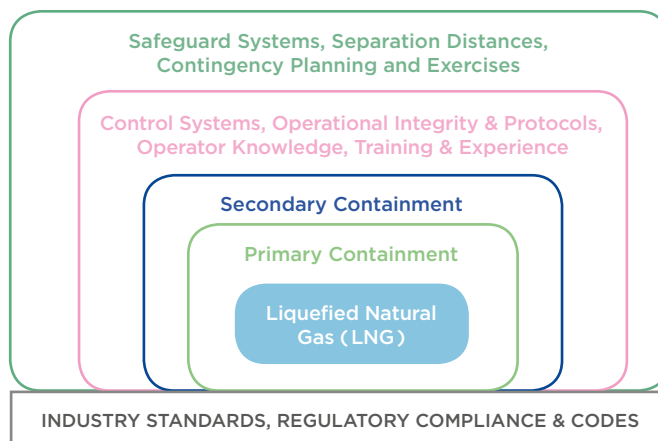 Safeguard Systems, Separation Distances,
Contingency Planning and Exercises
Control Systems, Operational Integrity & Protocols,
Operator Knowledge, Training & Experience
Secondary Containment
Primary Containment
Liquefied Natural
Gas (LNG)
INDUSTRY STANDARDS, REGULATORY COMPLIANCE & CODES